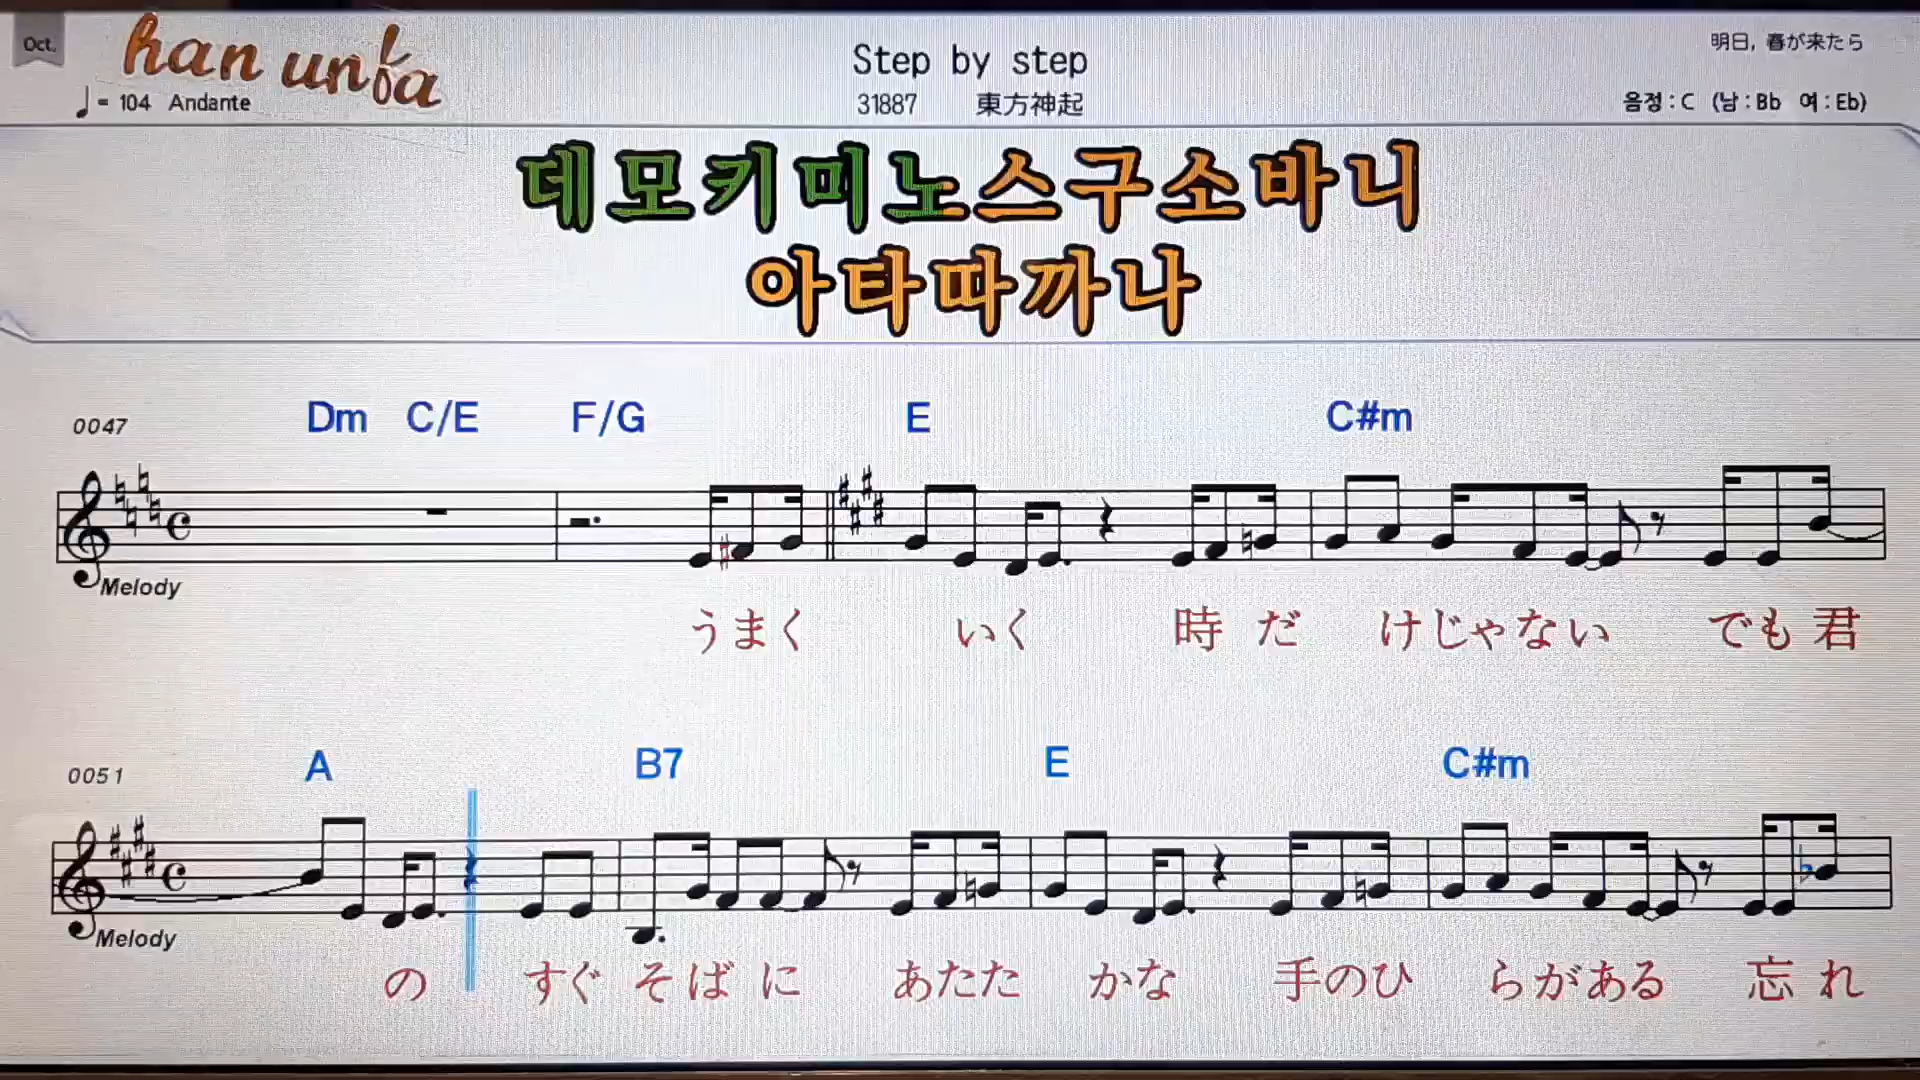 Oct.
han unba
Step by step
明日, 春が来たら
= 104 Andante
31887 東方神起
음정 : C (남 : Bb 여 : Eb)
데모키미노스구소바니
아타따까나
0047 Dm C/E F/G E C#m
Melody
うまく いく 時だ けじゃない でも君
0051 A B7 E C#m
Melody
の すぐ そばに あたた かな 手のひ らがある 忘れ